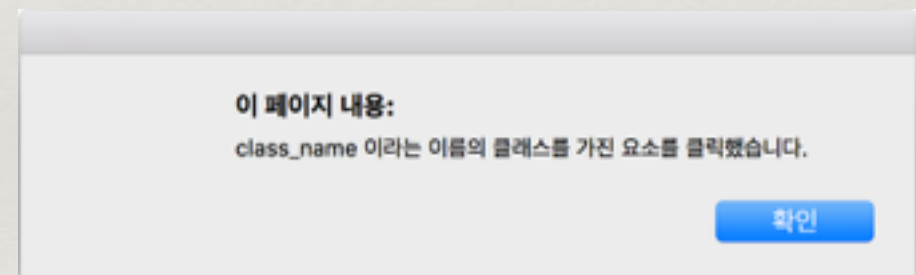 이 페이지 내용:
class_name 이라는 이름의 클래스를 가진 요소를 클릭했습니다.
확인